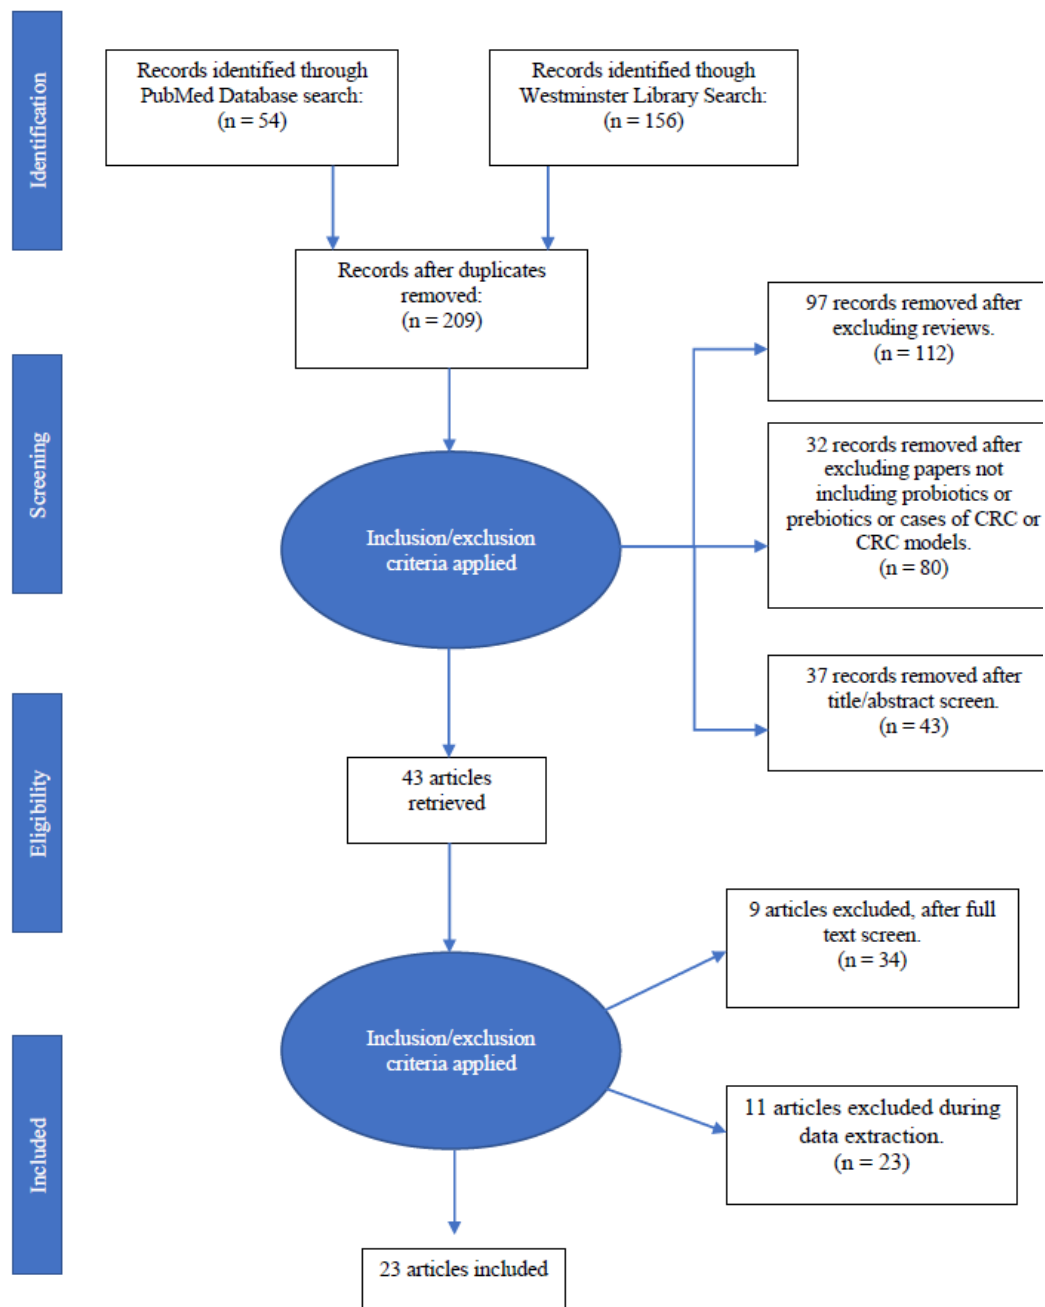 Identification
Records identified through
PubMed Database search:
(n = 54)
Records identified though
Westminster Library Search:
(n = 156)
Records after duplicates
removed:
(n = 209)
Screening
97 records removed after
excluding reviews.
(n = 112)
Inclusion/exclusion
criteria applied
32 records removed after
excluding papers not
including probiotics or
prebiotics or cases of CRC or
CRC models.
(n = 80)
37 records removed after
title/abstract screen.
(n = 43)
Eligibility
43 articles
retrieved
9 articles excluded, after full
text screen.
(n = 34)
Inclusion/exclusion
criteria applied
11 articles excluded during
data extraction.
(n = 23)
Included
23 articles included